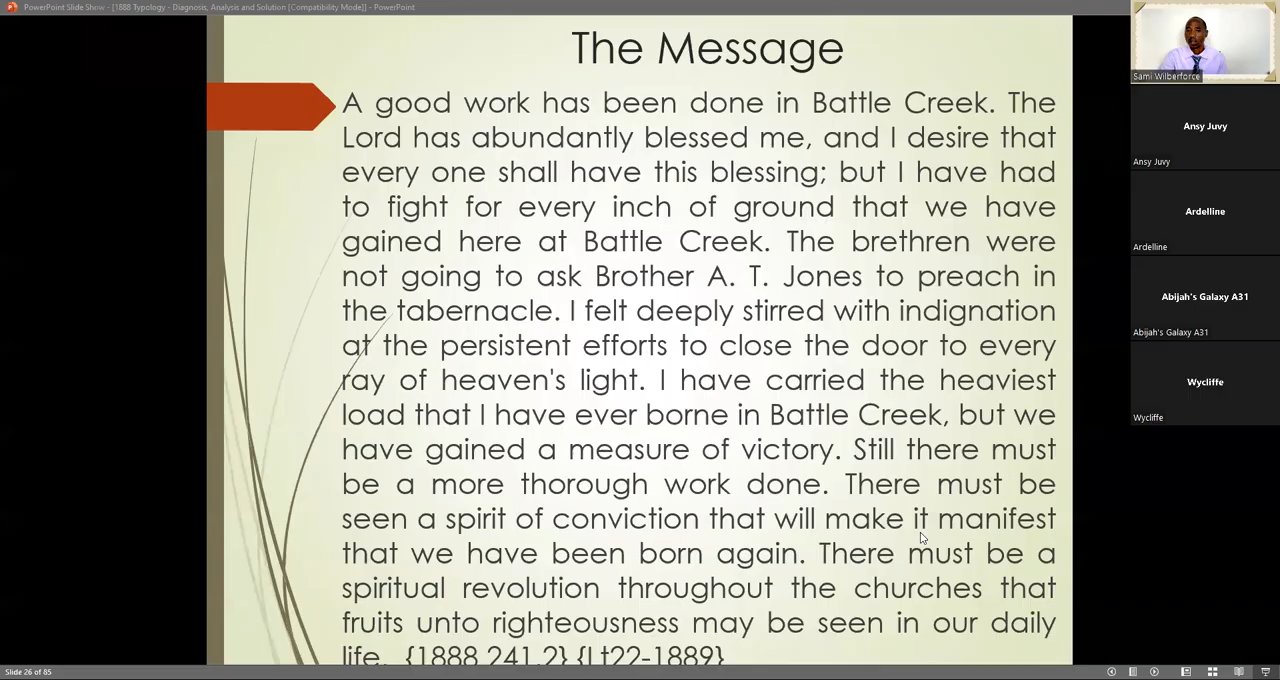 PowerPoint Slide Show - [1888 Typology - Diagnosis, Analysis and Solution [Compatibility Mode]] - PowerPoint
The Message
A good work has been done in Battle Creek. The
Lord has abundantly blessed me, and I desire that
every one shall have this blessing; but I have had
to fight for every inch of ground that we have
gained here at Battle Creek. The brethren were
not going to ask Brother A. T. Jones to preach in
the tabernacle. I felt deeply stirred with indignation
at the persistent efforts to close the door to every
ray of heaven's light. I have carried the heaviest
load that I have ever borne in Battle Creek, but we
have gained a measure of victory. Still there must
be a more thorough work done. There must be
seen a spirit of conviction that will make it manifest
that we have been born again. There must be a
spiritual revolution throughout the churches that
fruits unto righteousness may be seen in our daily
life. {1888 241.2} {Lt22-1889}
Sami Wilberforce
Ansy Juvy
Ansy Juvy
Ardelline
Ardelline
Abijah's Galaxy A31
Abijah's Galaxy A31
Wycliffe
Wycliffe
Slide 26 of 85